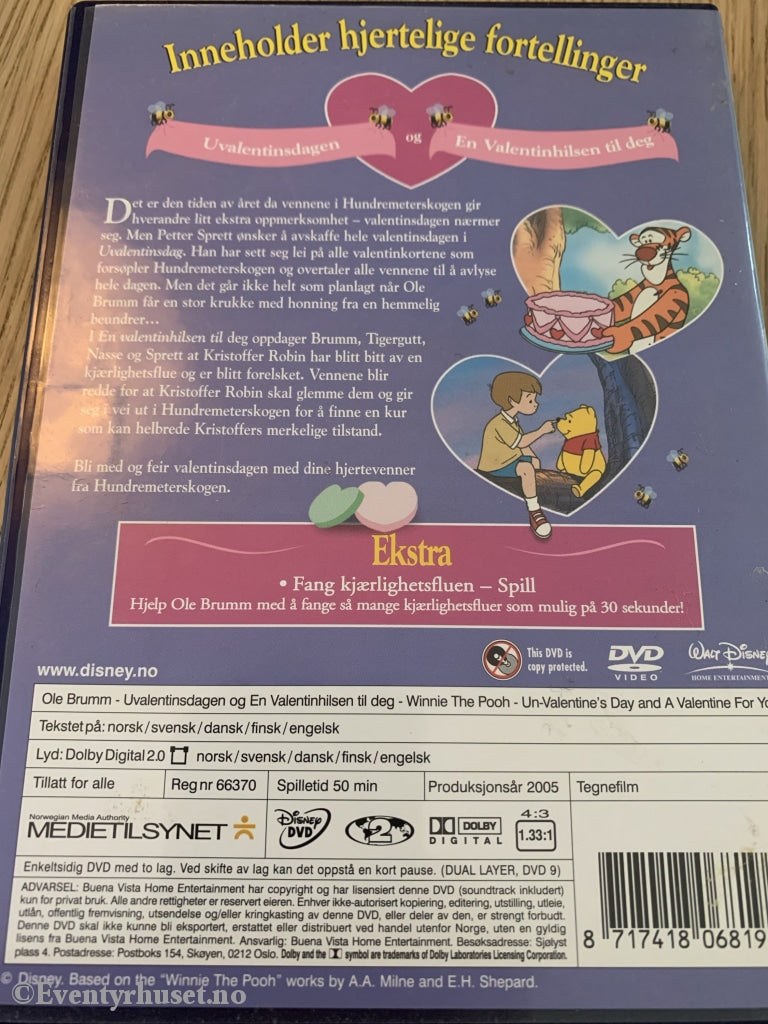 Inneholder hjertelige fortellinger
Uvalentinsdagen og En Valentinhilsen til deg
Det er den tiden av året da vennene i Hundremeterskogen gir
hverandre litt ekstra oppmerksomhet – valentinsdagen nærmer
seg. Men Petter Sprett ønsker å avskaffe hele valentinsdagen i
Uvalentinsdag. Han har sett seg lei på alle valentinkortene som
forsøpler Hundremeterskogen og overtaler alle vennene til å avlyse
hele dagen. Men det går ikke helt som planlagt når Ole
Brumm får en stor krukke med honning fra en hemmelig
beundrer...
I En valentinhilsen til deg oppdager Brumm, Tigergutt,
Nasse og Sprett at Kristoffer Robin har blitt bitt av en
kjærlighetsflue og er blitt forelsket. Vennene blir
redde for at Kristoffer Robin skal glemme dem og gir
seg i vei ut i Hundremeterskogen for å finne en kur
som kan helbrede Kristoffers merkelige tilstand.
Bli med og feir valentinsdagen med dine hjertevenner
fra Hundremeterskogen.
Ekstra
• Fang kjærlighetsfluen – Spill
Hjelp Ole Brumm med å fange så mange kjærlighetsfluer som mulig på 30 sekunder!
www.disney.no
This DVD is
copy protected.
DVD
VIDEO
WALT DISNEY
HOME ENTERTAINMENT
Ole Brumm - Uvalentinsdagen og En Valentinhilsen til deg - Winnie The Pooh - Un-Valentine's Day and A Valentine For Yo
Tekstet på: norsk/svensk/dansk/finsk/engelsk
Lyd: Dolby Digital 2.0 norsk/svensk/dansk/finsk/engelsk
Tillatt for alle Reg nr 66370 Spilletid 50 min Produksjonsår 2005 Tegnefilm
Norwegian Media Authority
MEDIETILSYNET
DISNEY
DVD
2
DOLBY
DIGITAL
4:3
1.33:1
Enkeltsidig DVD med to lag. Ved skifte av lag kan det oppstå en kort pause. (DUAL LAYER, DVD 9)
ADVARSEL: Buena Vista Home Entertainment har copyright og har lisensiert denne DVD (soundtrack inkludert)
kun for privat bruk. Alle andre rettigheter er reservert eieren. Enhver ikke-autorisert kopiering, editering, utstilling, utleie,
utlån, offentlig fremvisning, utsendelse og/eller kringkasting av denne DVD, eller deler av den, er strengt forbudt.
Denne DVD skal ikke kunne bli eksportert, erstattet eller distribuert ved handel utenfor Norge, uten en gyldig
lisens fra Buena Vista Home Entertainment. Ansvarlig: Buena Vista Home Entertainment. Besøksadresse: Sjølyst
plass 4. Postadresse: Postboks 154, Skøyen, 0212 Oslo. Dolby and the symbol are trademarks of Dolby Laboratories Licensing Corporation.
8 717418 06819
© Disney. Based on the "Winnie The Pooh" works by A.A. Milne and E.H. Shepard.
©Eventyrhuset.no